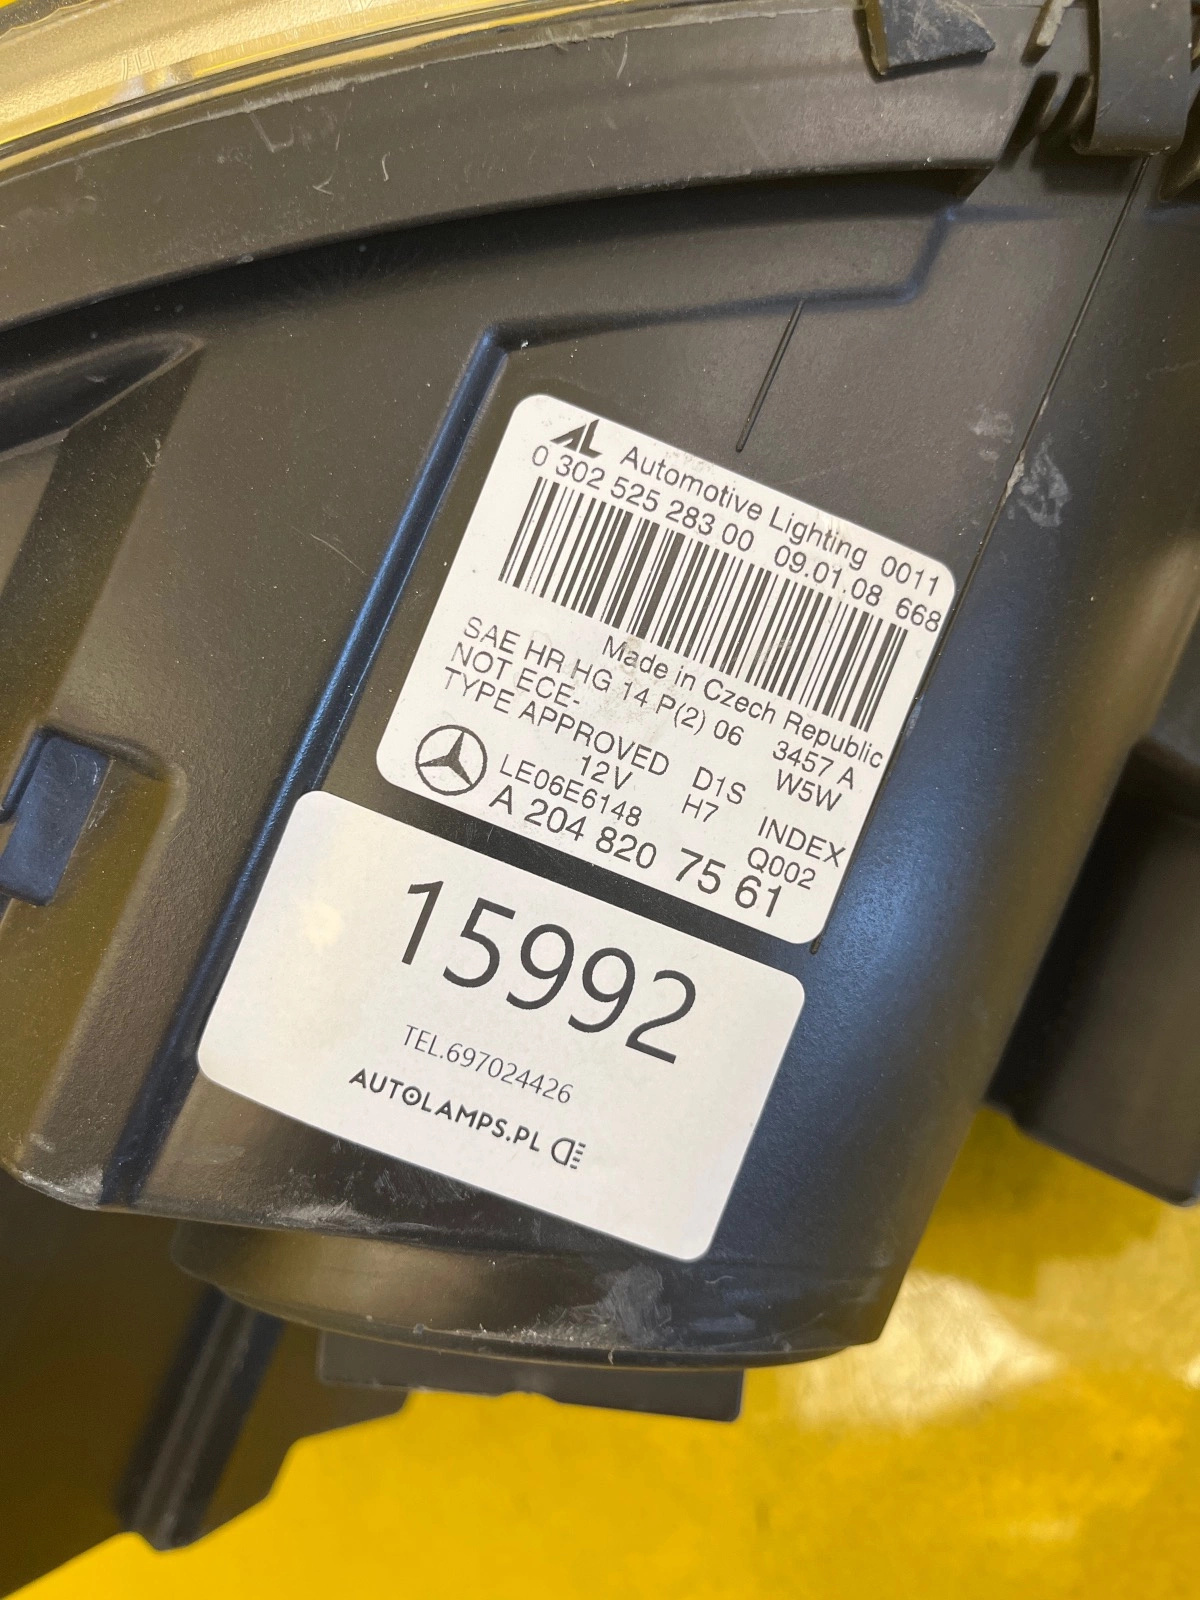 AL Automotive Lighting 0011
0 302 525 283 00 09.01.08 668
Made in Czech Republic
SAE HR HG 14 P(2) 06 3457 A
NOT ECE-
TYPE APPROVED D1S W5W
12V H7
LE06E6148 INDEX
A 204 820 75 61 Q002
15992
TEL.697024426
AUTOLAMPS.PL